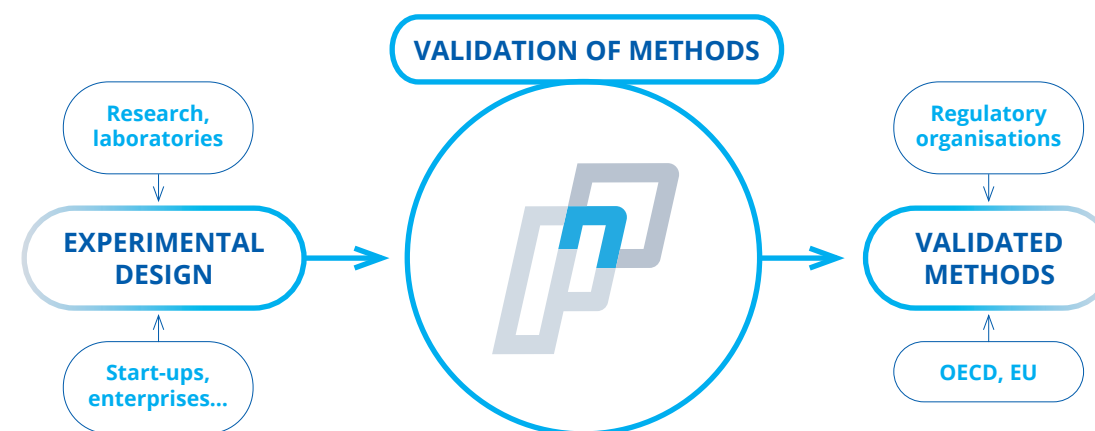 VALIDATION OF METHODS
Research,
laboratories
EXPERIMENTAL
DESIGN
Start-ups,
enterprises...
Regulatory
organisations
VALIDATED
METHODS
OECD, EU